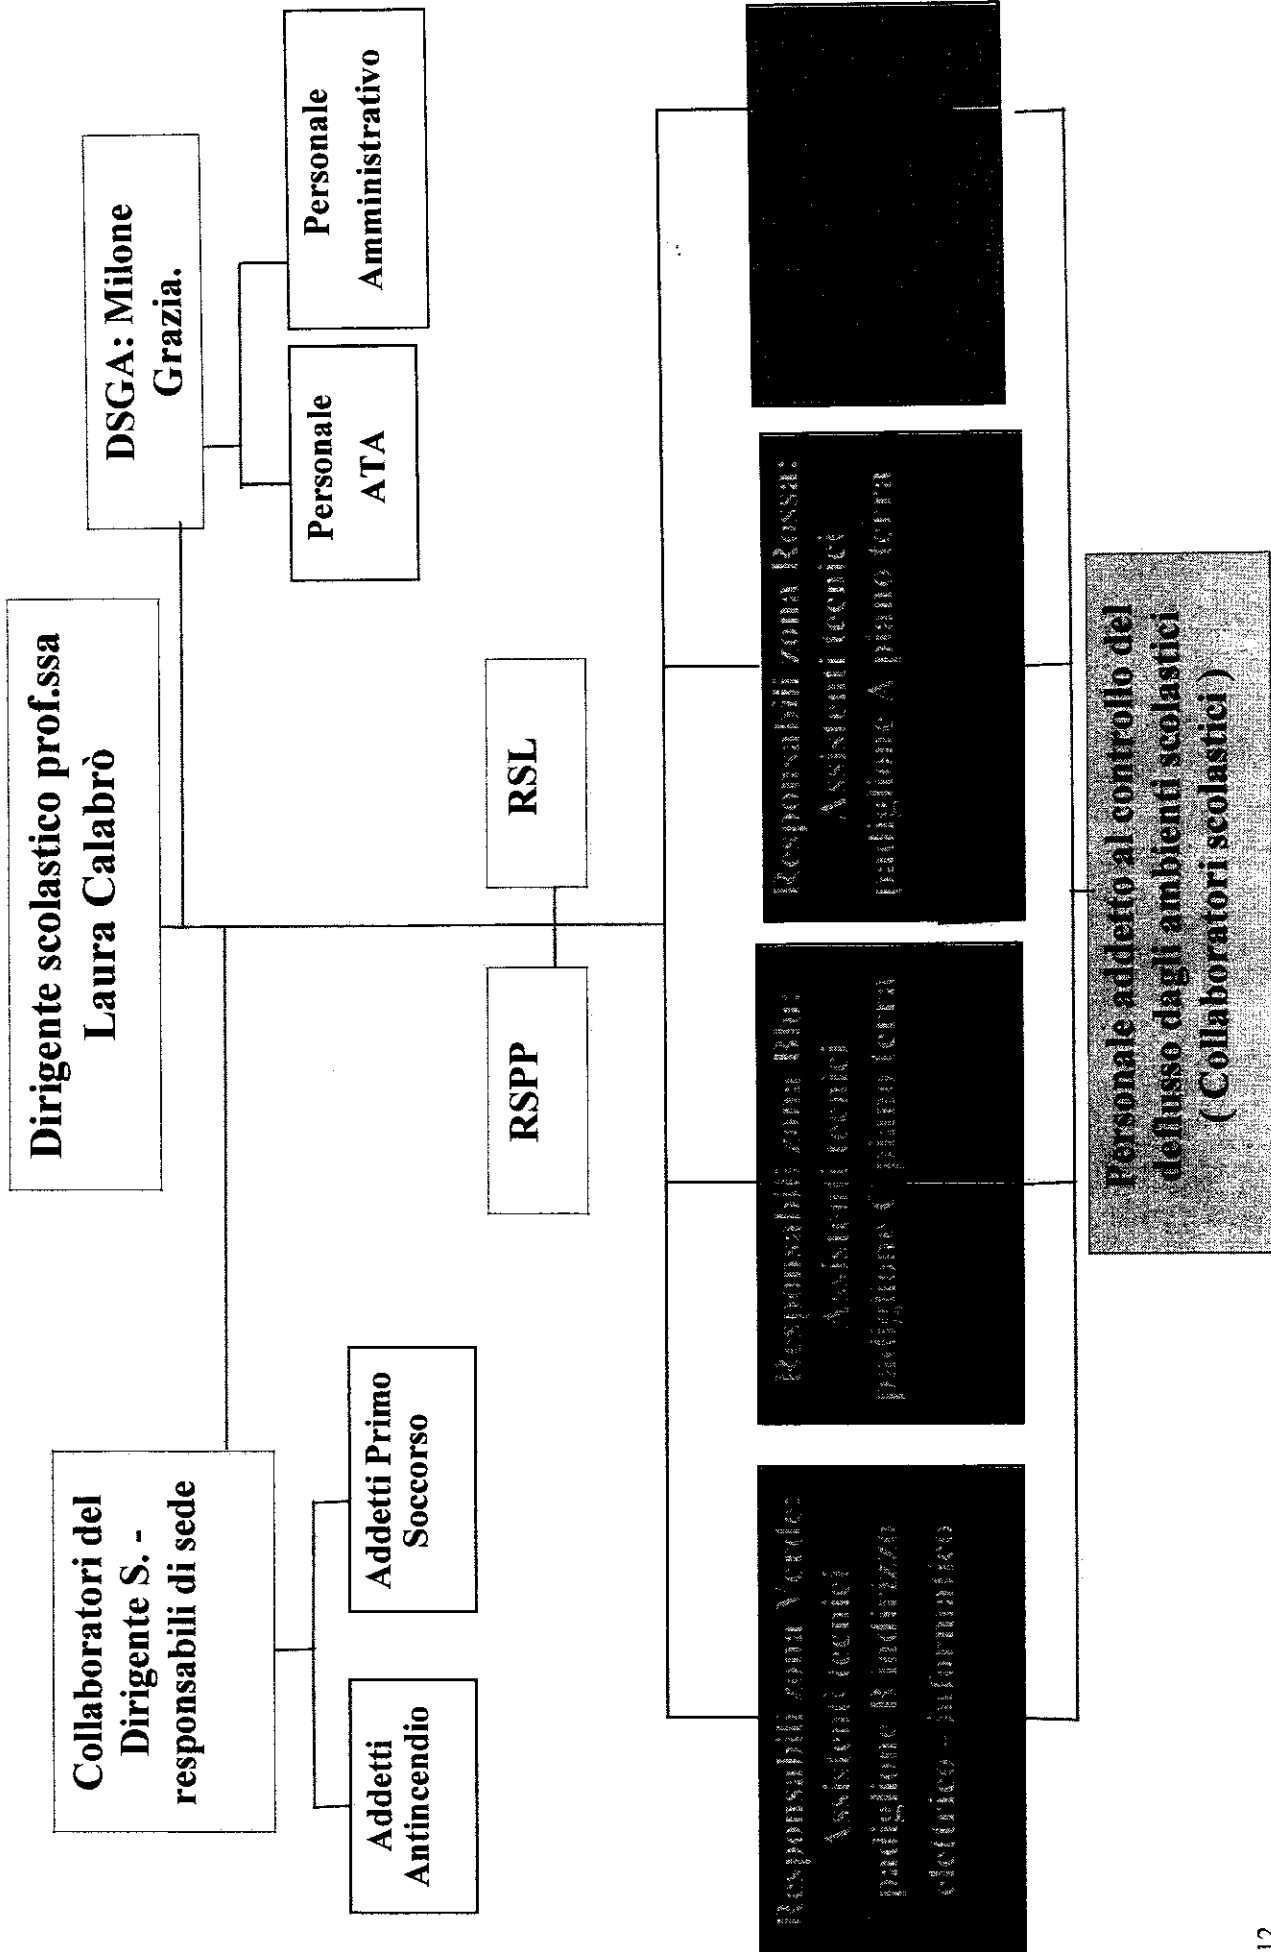 Dirigente scolastico prof.ssa
Laura Calabrò
Collaboratori del
Dirigente S. -
responsabili di sede
DSGA: Milone
Grazia.
Addetti
Antincendio
Addetti Primo
Soccorso
Personale
ATA
Personale
Amministrativo
RSPP
RSL
Responsabili zona Verde:
Assistenti tecnici
padiglione B indirizzo
elettrico - informatico
Responsabili zona Blu:
Assistenti tecnici
padiglione C piano terra
Responsabili zona Rossa:
Assistenti tecnici
padiglione A piano terra
Personale addetto al controllo del
deflusso dagli ambienti scolastici
( Collaboratori scolastici )
12